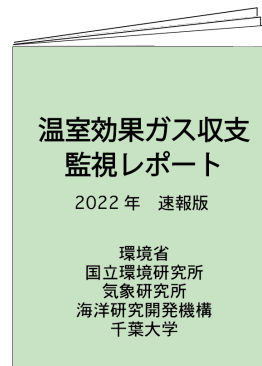 温室効果ガス収支
監視レポート
2022 年　速報版
環境省
国立環境研究所
気象研究所
海洋研究開発機構
千葉大学